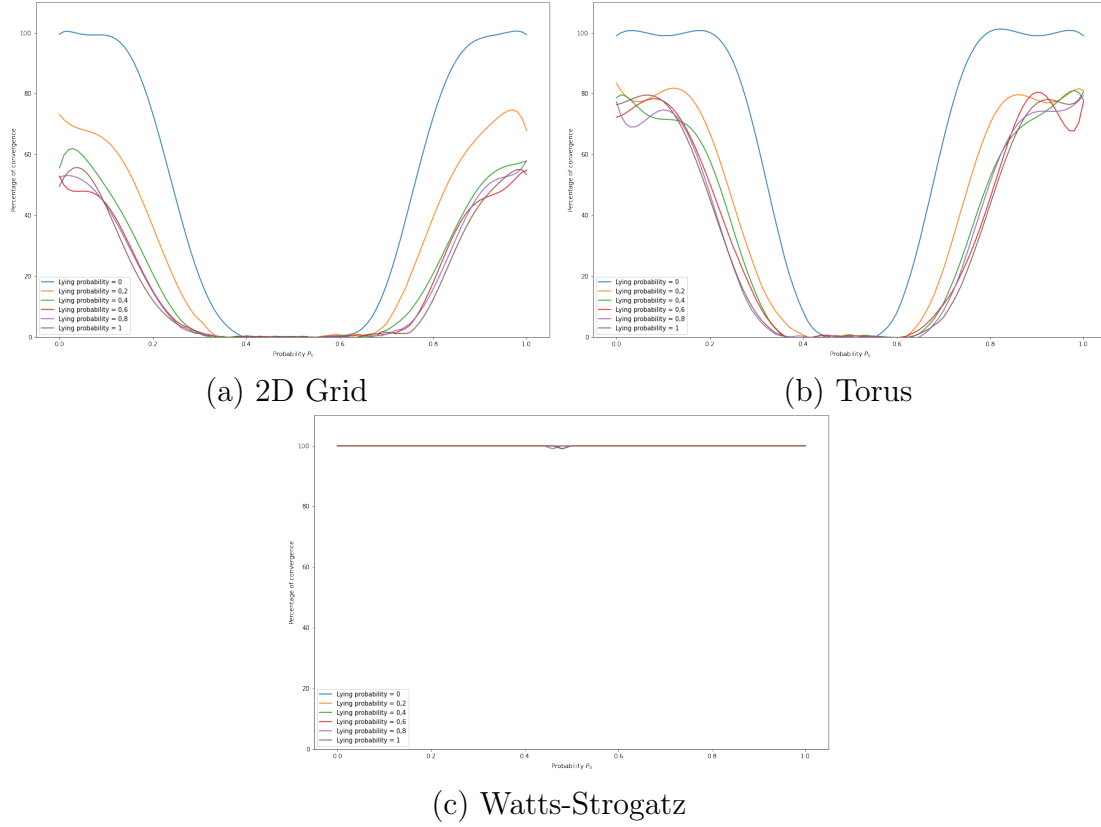 100
80
60
40
20
0
Percentage of convergence
Lying probability = 0
Lying probability = 0,2
Lying probability = 0,4
Lying probability = 0,6
Lying probability = 0,8
Lying probability = 1
0.0 0.2 0.4 0.6 0.8 1.0
Probability P₀
(a) 2D Grid
100
80
60
40
20
0
Percentage of convergence
Lying probability = 0
Lying probability = 0,2
Lying probability = 0,4
Lying probability = 0,6
Lying probability = 0,8
Lying probability = 1
0.0 0.2 0.4 0.6 0.8 1.0
Probability P₀
(b) Torus
100
80
60
40
20
0
Percentage of convergence
Lying probability = 0
Lying probability = 0,2
Lying probability = 0,4
Lying probability = 0,6
Lying probability = 0,8
Lying probability = 1
0.0 0.2 0.4 0.6 0.8 1.0
Probability P₀
(c) Watts-Strogatz